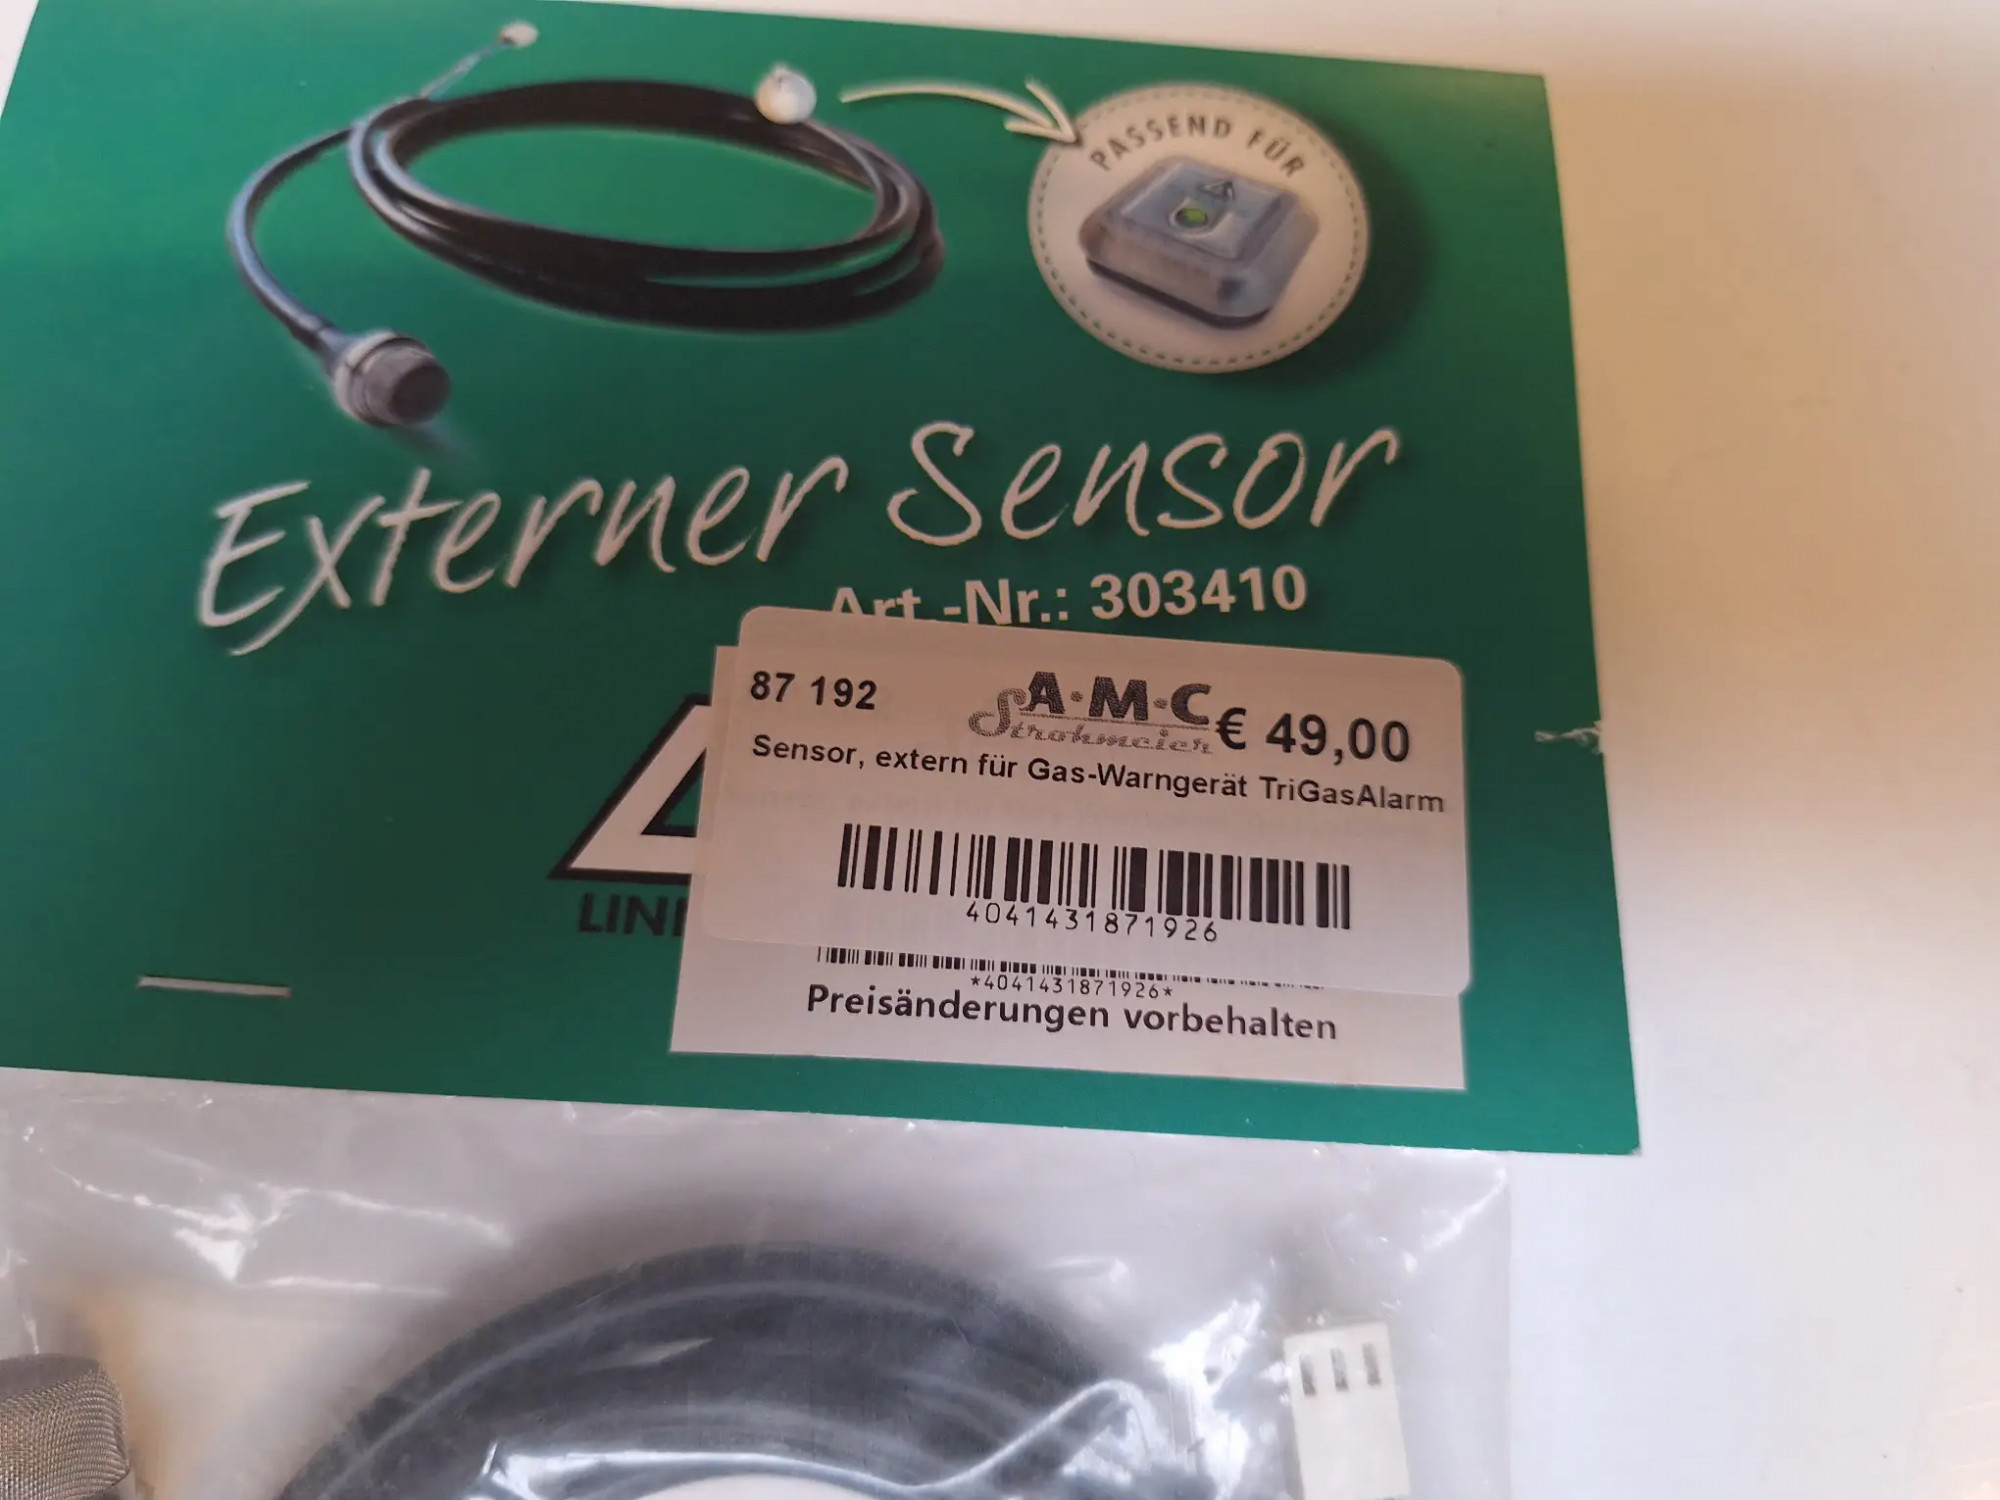 PASSEND FÜR
Externer Sensor
Art.-Nr.: 303410
87 192
A·M·C
Strohmeier
€ 49,00
Sensor, extern für Gas-Warngerät TriGasAlarm
4041431871926
*4041431871926*
Preisänderungen vorbehalten